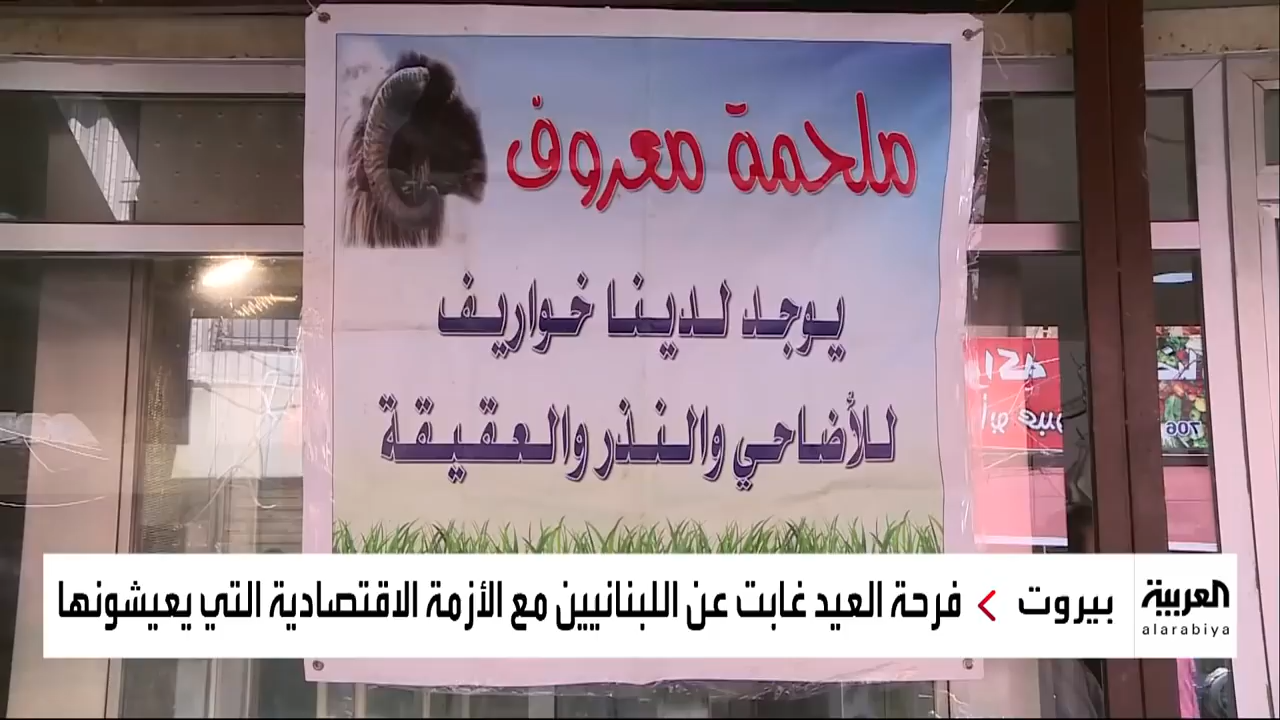 ملحمة معروف
يوجد لدينا خواريف
للأضاحي والنذر والعقيقة
706
العربية
alarabiya
بيروت
فرحة العيد غابت عن اللبنانيين مع الأزمة الاقتصادية التي يعيشونها